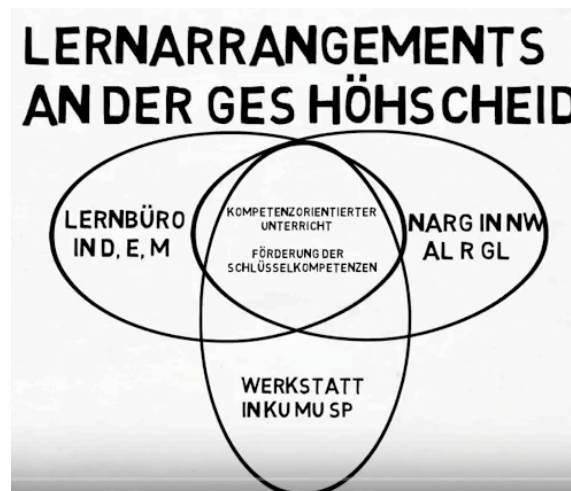 LERNARRANGEMENTS
AN DER GES HÖHSCHEID
LERNBÜRO
IN D, E, M
KOMPETENZORIENTIERTER
UNTERRICHT
FÖRDERUNG DER
SCHLÜSSELKOMPETENZEN
NARG IN NW
AL R GL
WERKSTATT
IN KU MU SP